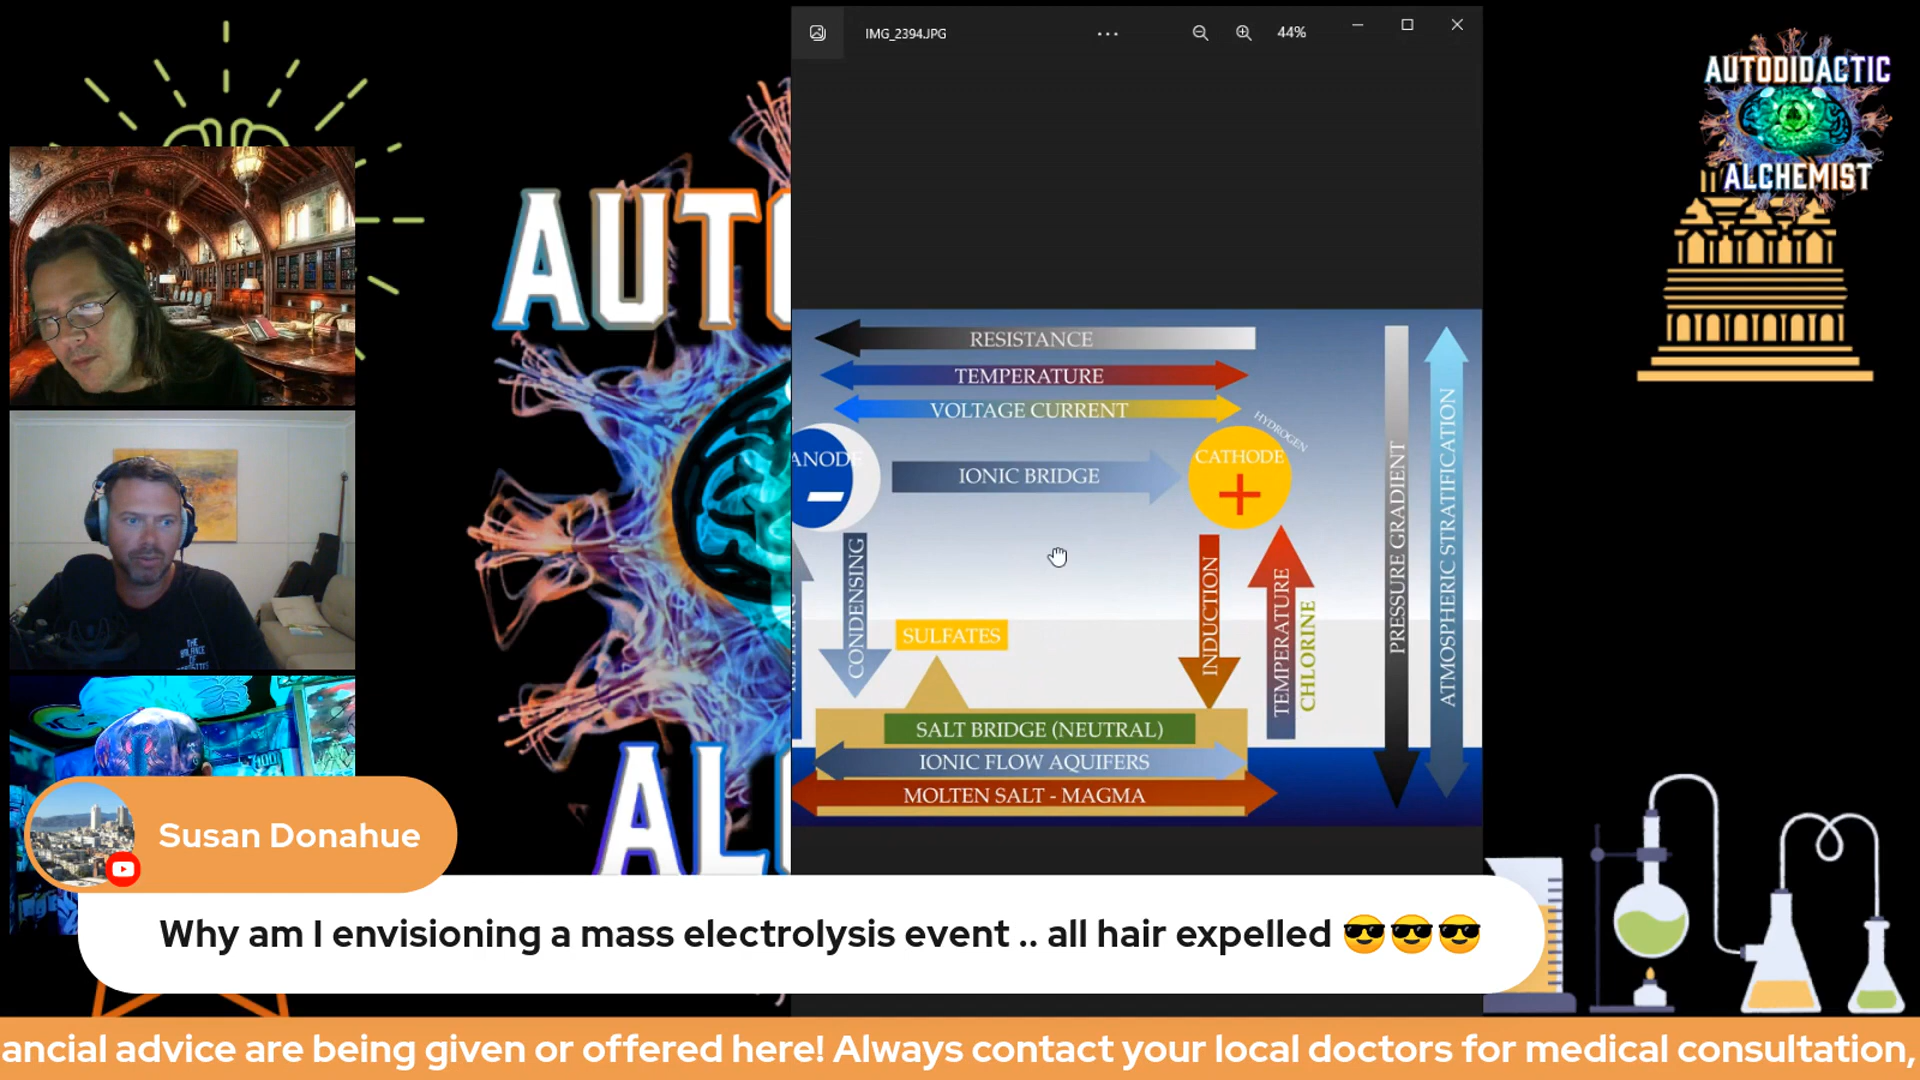 IMG_2394.JPG
44%
AUTODIDACTIC
ALCHEMIST
AUTO
AL
RESISTANCE
TEMPERATURE
VOLTAGE CURRENT
HYDROGEN
ANODE
CATHODE
IONIC BRIDGE
CONDENSING
SULFATES
INDUCTION
TEMPERATURE
CHLORINE
PRESSURE GRADIENT
ATMOSPHERIC STRATIFICATION
SALT BRIDGE (NEUTRAL)
IONIC FLOW AQUIFERS
MOLTEN SALT - MAGMA
THE
Susan Donahue
Why am I envisioning a mass electrolysis event .. all hair expelled 😎😎😎
ancial advice are being given or offered here! Always contact your local doctors for medical consultation,